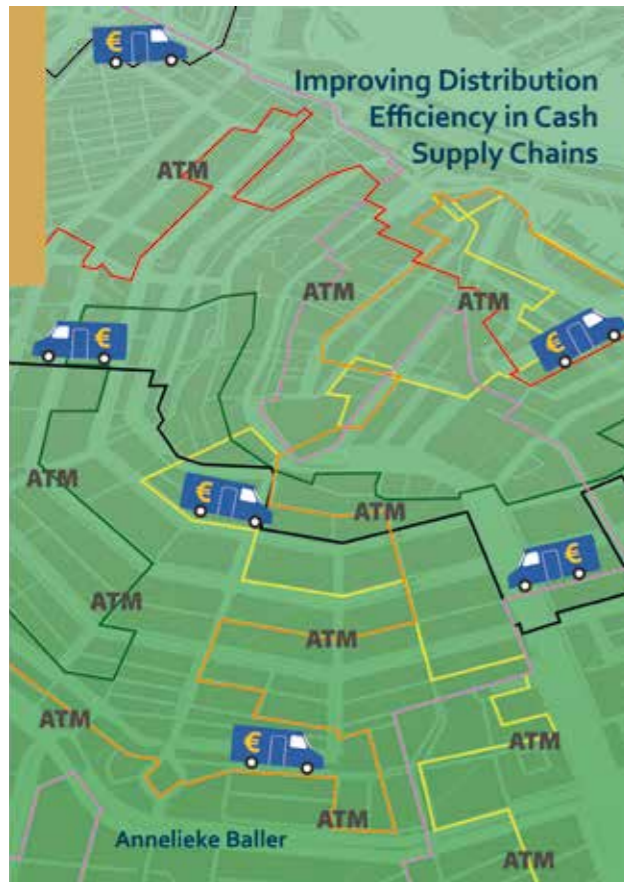 €
Improving Distribution
Efficiency in Cash
Supply Chains
ATM
ATM
ATM
€
€
ATM
€
ATM
€
ATM
ATM
ATM
€
ATM
ATM
Annelieke Baller
ATM